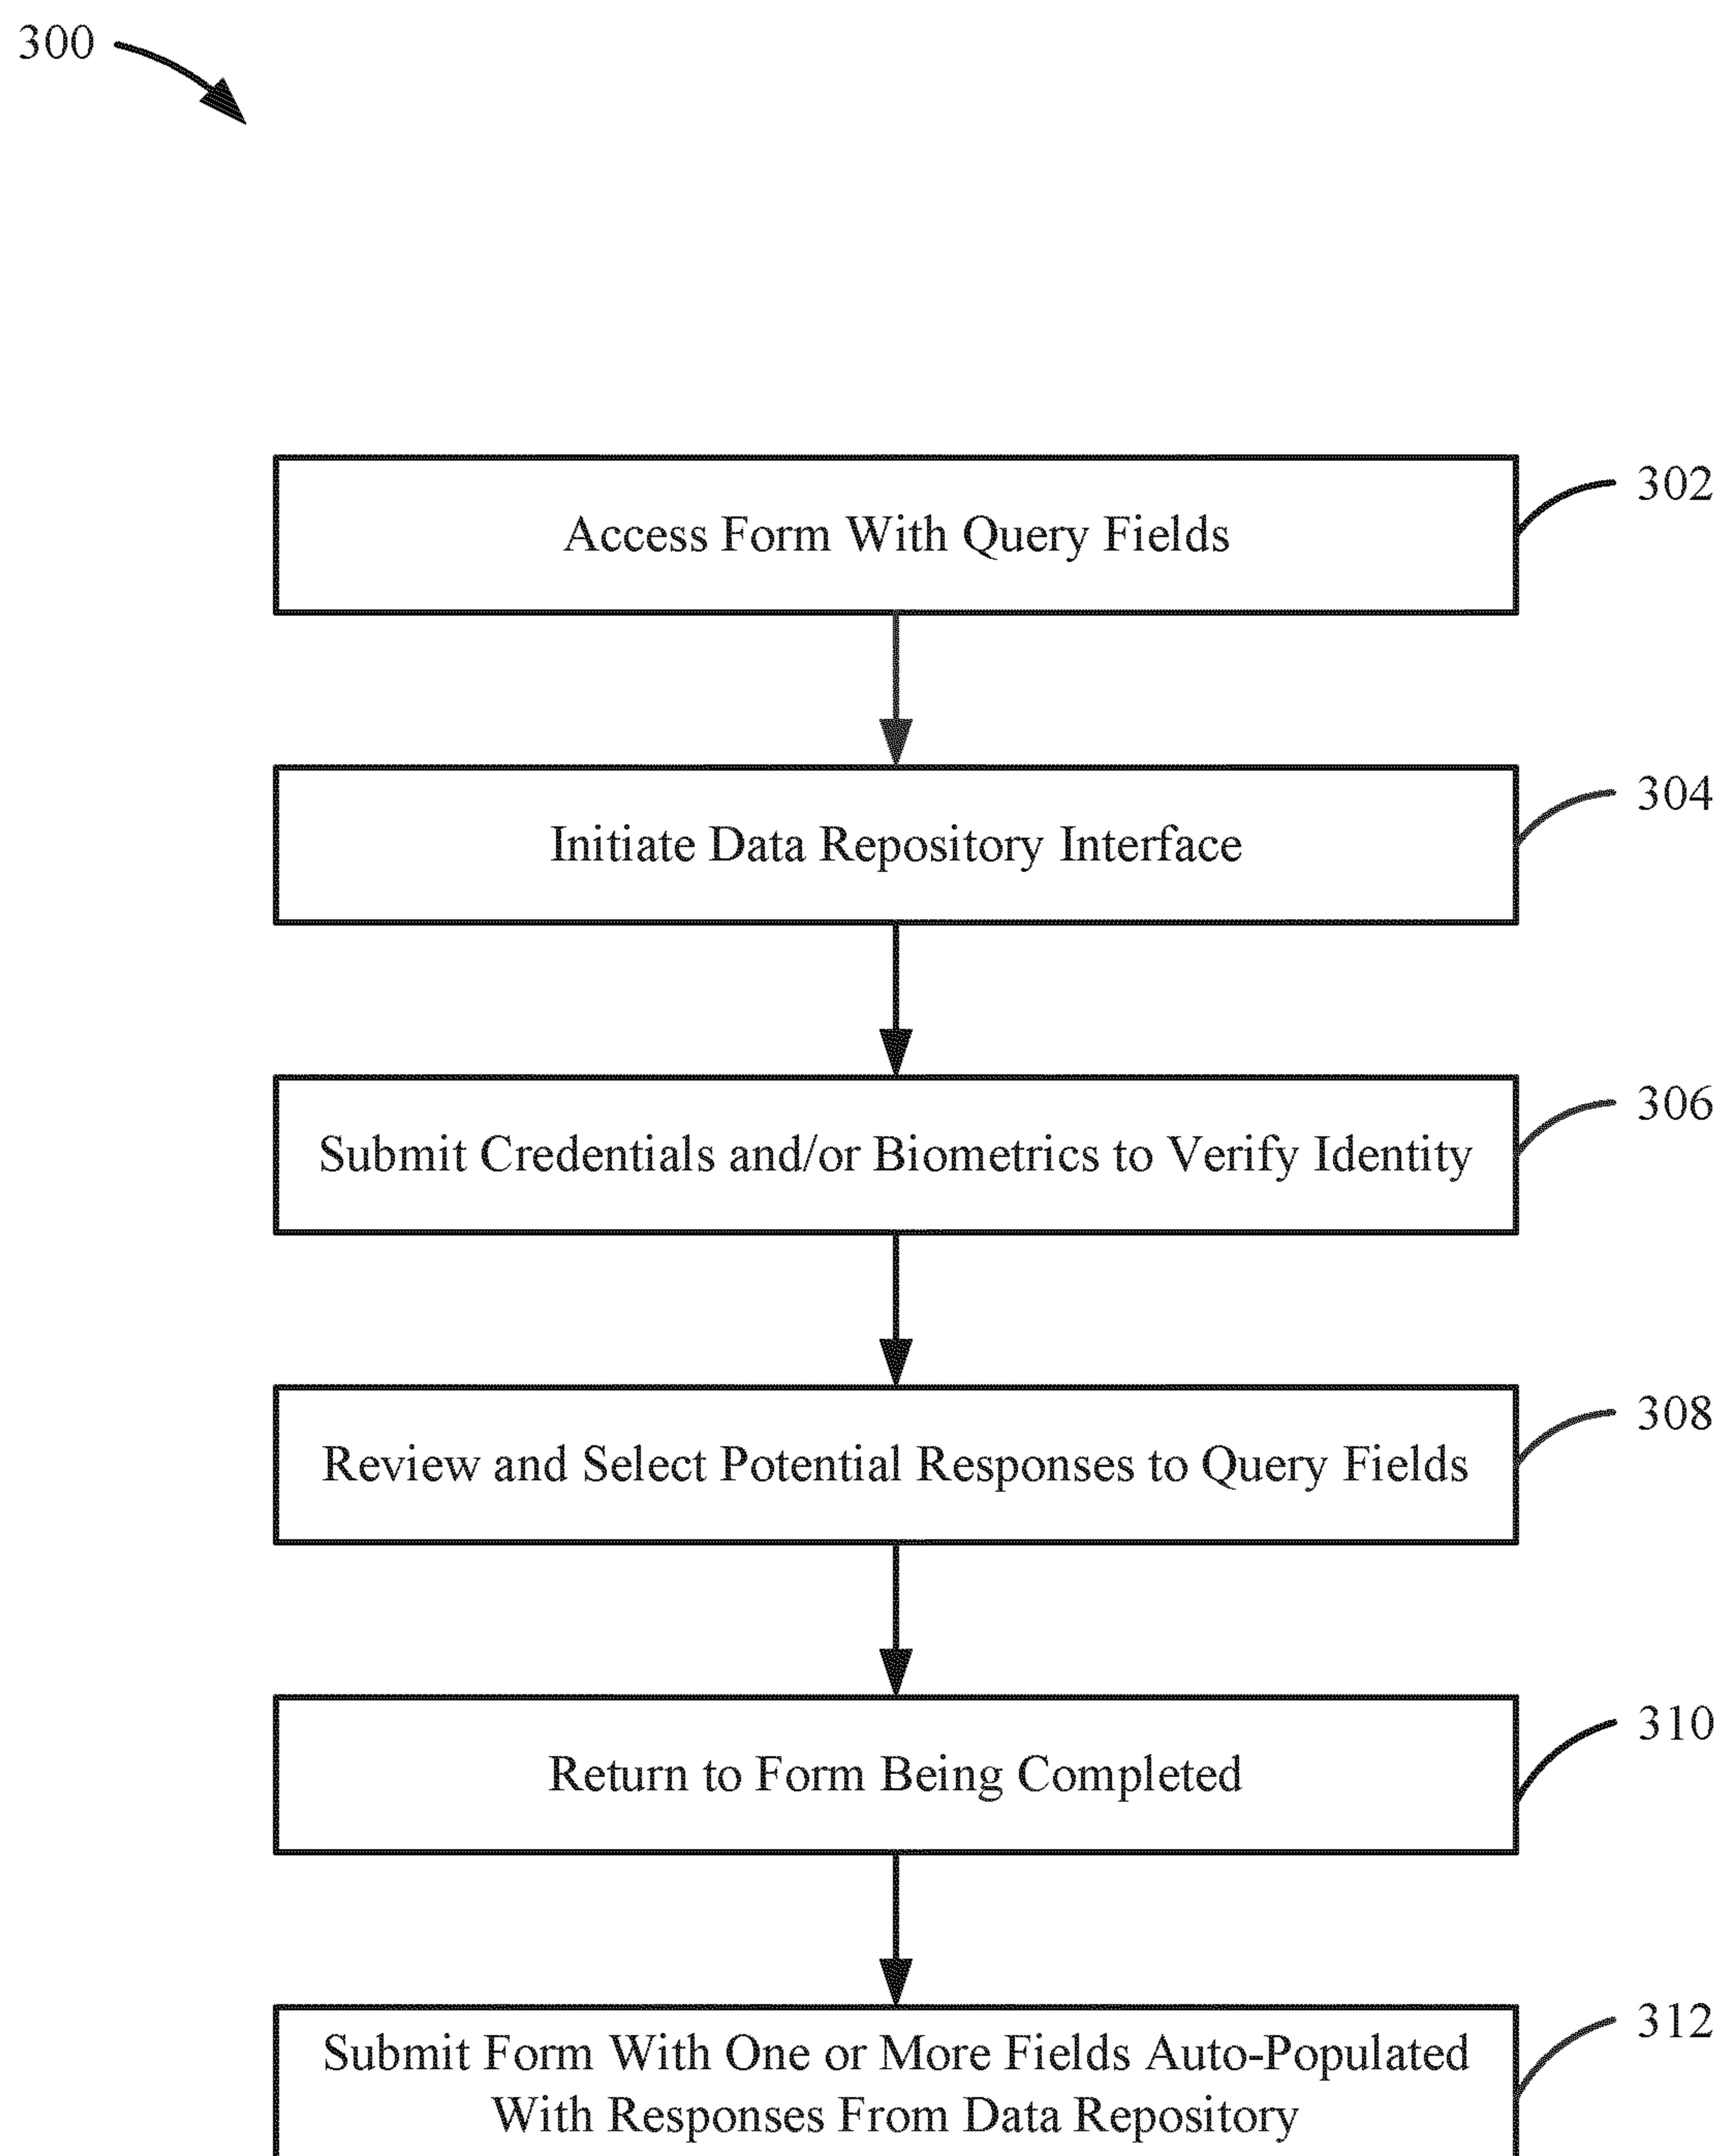 300
Access Form With Query Fields
302
Initiate Data Repository Interface
304
Submit Credentials and/or Biometrics to Verify Identity
306
Review and Select Potential Responses to Query Fields
308
Return to Form Being Completed
310
Submit Form With One or More Fields Auto-Populated
With Responses From Data Repository
312